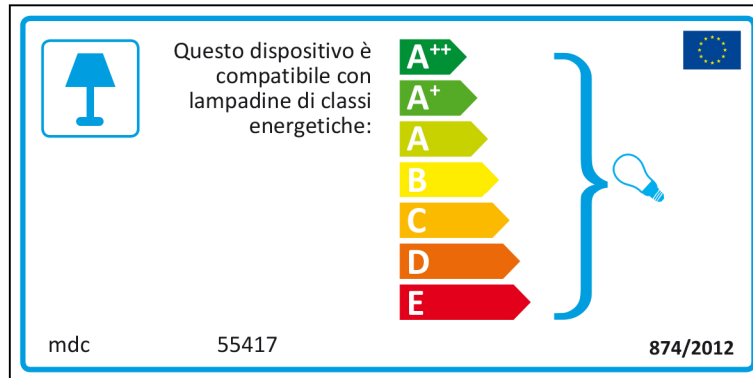 Questo dispositivo è
compatibile con
lampadine di classi
energetiche:
A++
A+
A
B
C
D
E
mdc 55417 874/2012